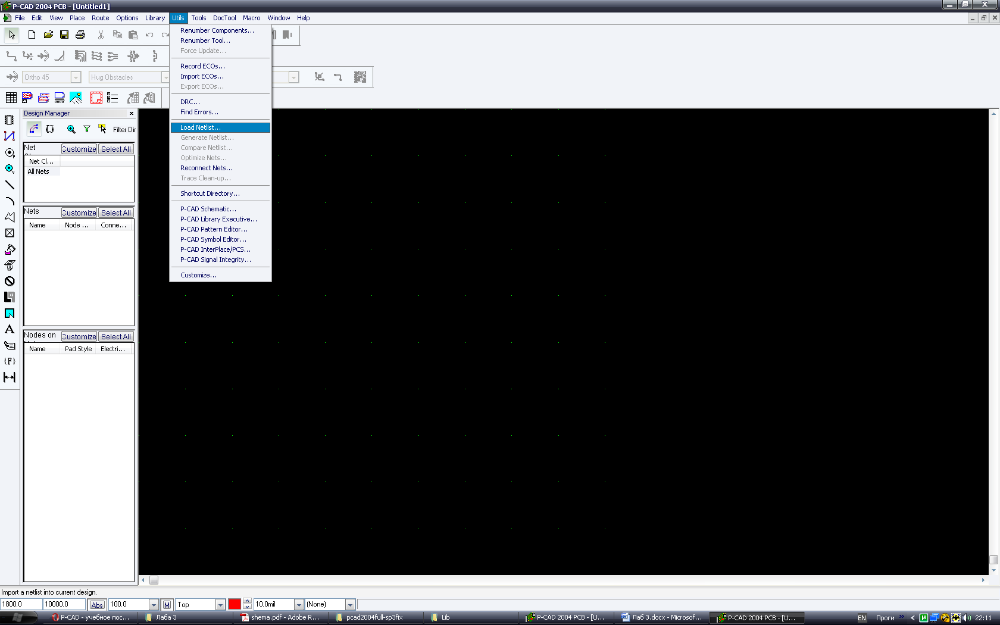 P-CAD 2004 PCB - [Untitled1]
File Edit View Place Route Options Library Utils Tools DocTool Macro Window Help
Renumber Components...
Renumber Tool...
Force Update...
Record ECOs...
Import ECOs...
Export ECOs...
DRC...
Find Errors...
Load Netlist...
Generate Netlist...
Compare Netlist...
Optimize Nets...
Reconnect Nets...
Trace Clean-up...
Shortcut Directory...
P-CAD Schematic...
P-CAD Library Executive...
P-CAD Pattern Editor...
P-CAD Symbol Editor...
P-CAD InterPlace/PCS...
P-CAD Signal Integrity...
Customize...
Ortho 45 Hug Obstacles
Design Manager
Filter Dir
Net Customize Select All
Net Cl...
All Nets
Nets Customize Select All
Name Node ... Conne...
Nodes on Customize Select All
Name Pad Style Electri...
A
{F}
Import a netlist into current design.
1800.0 10000.0 Abs 100.0 M Top 10.0mil (None)
P-CAD - учебное пос... Лаба 3 shema.pdf - Adobe R... pcad2004full-sp3fix Lib P-CAD 2004 PCB - [U... Лаб 3.docx - Microsof... P-CAD 2004 PCB - [U... EN Проги 22:11